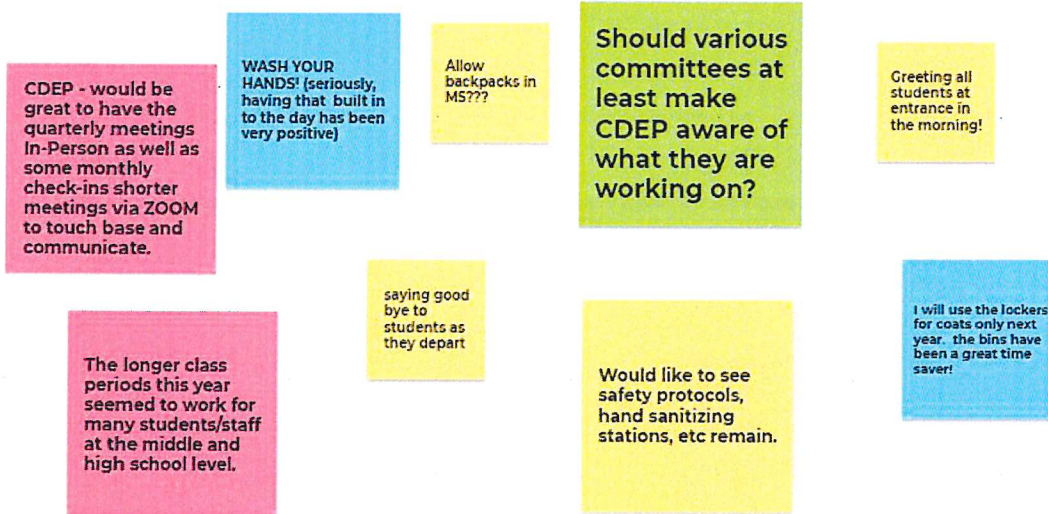 CDEP - would be
great to have the
quarterly meetings
In-Person as well as
some monthly
check-ins shorter
meetings via ZOOM
to touch base and
communicate.
WASH YOUR
HANDS! (seriously,
having that built in
to the day has been
very positive)
Allow
backpacks in
MS???
Should various
committees at
least make
CDEP aware of
what they are
working on?
Greeting all
students at
entrance in
the morning!
The longer class
periods this year
seemed to work for
many students/staff
at the middle and
high school level.
saying good
bye to
students as
they depart
Would like to see
safety protocols,
hand sanitizing
stations, etc remain.
I will use the lockers
for coats only next
year. the bins have
been a great time
saver!